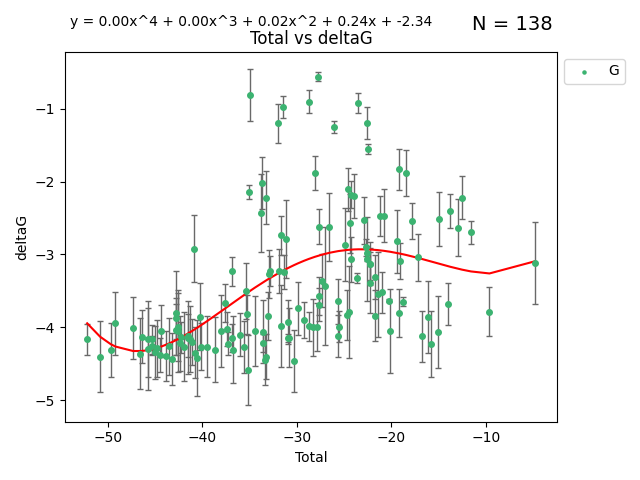 y = 0.00x^4 + 0.00x^3 + 0.02x^2 + 0.24x + -2.34
N = 138
Total vs deltaG
G
deltaG
−1
−2
−3
−4
−5
−50
−40
−30
−20
−10
Total